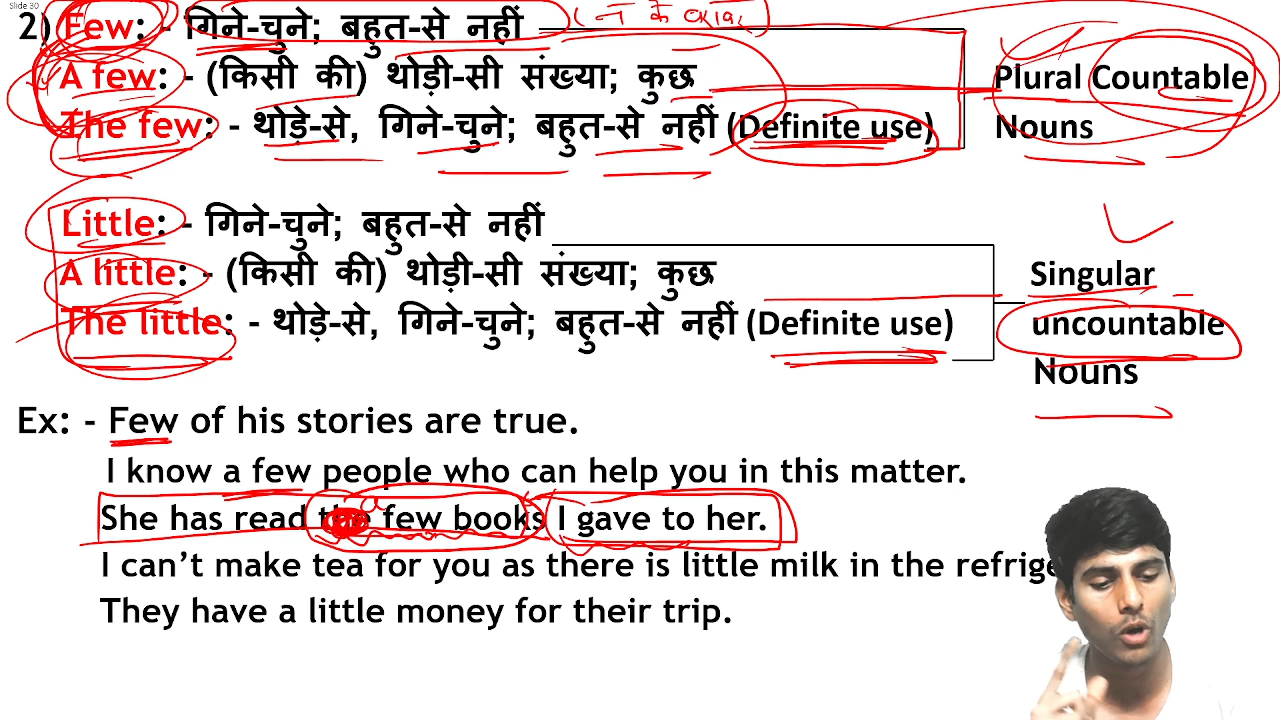 Slide 30
2) Few: - गिने-चुने; बहुत-से नहीं (न के बराबर)
A few: - (किसी की) थोड़ी-सी संख्या; कुछ
The few: - थोड़े-से, गिने-चुने; बहुत-से नहीं (Definite use)
Plural Countable
Nouns
Little: - गिने-चुने; बहुत-से नहीं
A little: - (किसी की) थोड़ी-सी संख्या; कुछ
The little: - थोड़े-से, गिने-चुने; बहुत-से नहीं (Definite use)
Singular
uncountable
Nouns
Ex: - Few of his stories are true.
I know a few people who can help you in this matter.
a
She has read the few books I gave to her.
I can’t make tea for you as there is little milk in the refrige
They have a little money for their trip.